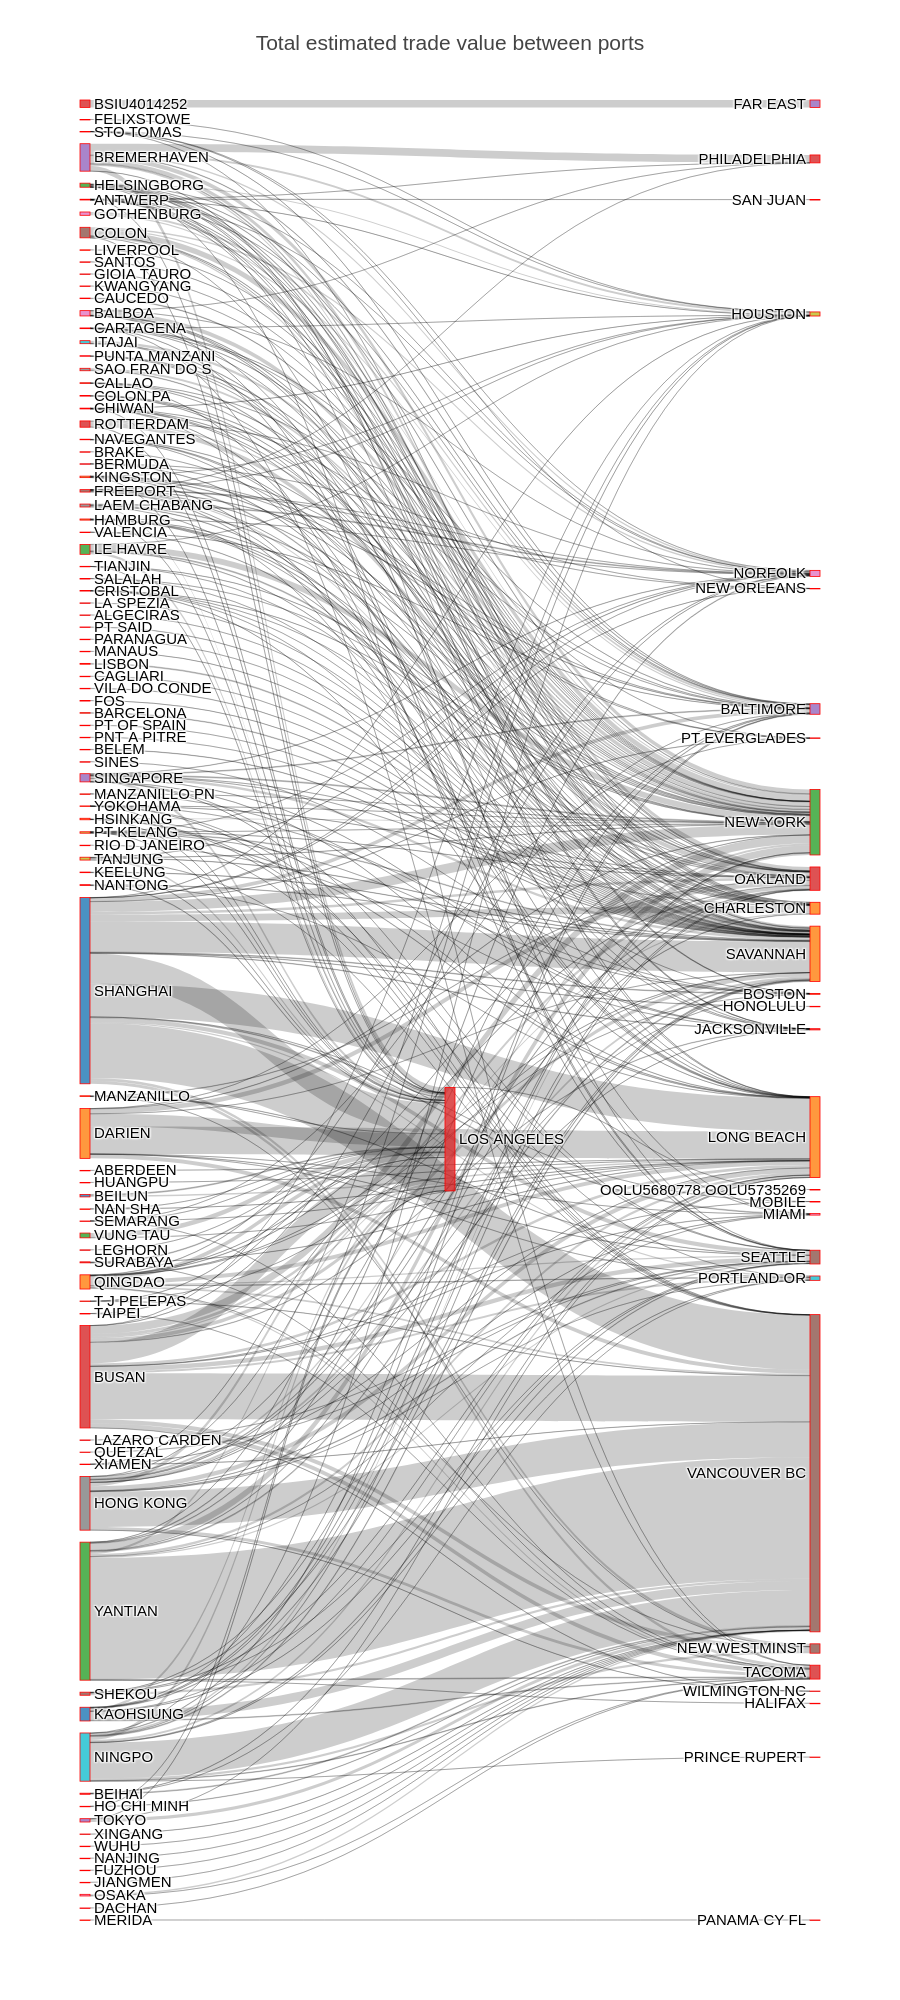 Total estimated trade value between ports
BSIU4014252
FELIXSTOWE
STO TOMAS
BREMERHAVEN
HELSINGBORG
ANTWERP
GOTHENBURG
COLON
LIVERPOOL
SANTOS
GIOIA TAURO
KWANGYANG
CAUCEDO
BALBOA
CARTAGENA
ITAJAI
PUNTA MANZANI
SAO FRAN DO S
CALLAO
COLON PA
CHIWAN
ROTTERDAM
NAVEGANTES
BRAKE
BERMUDA
KINGSTON
FREEPORT
LAEM CHABANG
HAMBURG
VALENCIA
LE HAVRE
TIANJIN
SALALAH
CRISTOBAL
LA SPEZIA
ALGECIRAS
PT SAID
PARANAGUA
MANAUS
LISBON
CAGLIARI
VILA DO CONDE
FOS
BARCELONA
PT OF SPAIN
PNT A PITRE
BELEM
SINES
SINGAPORE
MANZANILLO PN
YOKOHAMA
HSINKANG
PT KELANG
RIO D JANEIRO
TANJUNG
KEELUNG
NANTONG
SHANGHAI
MANZANILLO
DARIEN
ABERDEEN
HUANGPU
BEILUN
NAN SHA
SEMARANG
VUNG TAU
LEGHORN
SURABAYA
QINGDAO
T J PELEPAS
TAIPEI
BUSAN
LAZARO CARDEN
QUETZAL
XIAMEN
HONG KONG
YANTIAN
SHEKOU
KAOHSIUNG
NINGPO
BEIHAI
HO CHI MINH
TOKYO
XINGANG
WUHU
NANJING
FUZHOU
JIANGMEN
OSAKA
DACHAN
MERIDA
LOS ANGELES
FAR EAST
PHILADELPHIA
SAN JUAN
HOUSTON
NORFOLK
NEW ORLEANS
BALTIMORE
PT EVERGLADES
NEW YORK
OAKLAND
CHARLESTON
SAVANNAH
BOSTON
HONOLULU
JACKSONVILLE
LONG BEACH
OOLU5680778 OOLU5735269
MOBILE
MIAMI
SEATTLE
PORTLAND OR
VANCOUVER BC
NEW WESTMINST
TACOMA
WILMINGTON NC
HALIFAX
PRINCE RUPERT
PANAMA CY FL